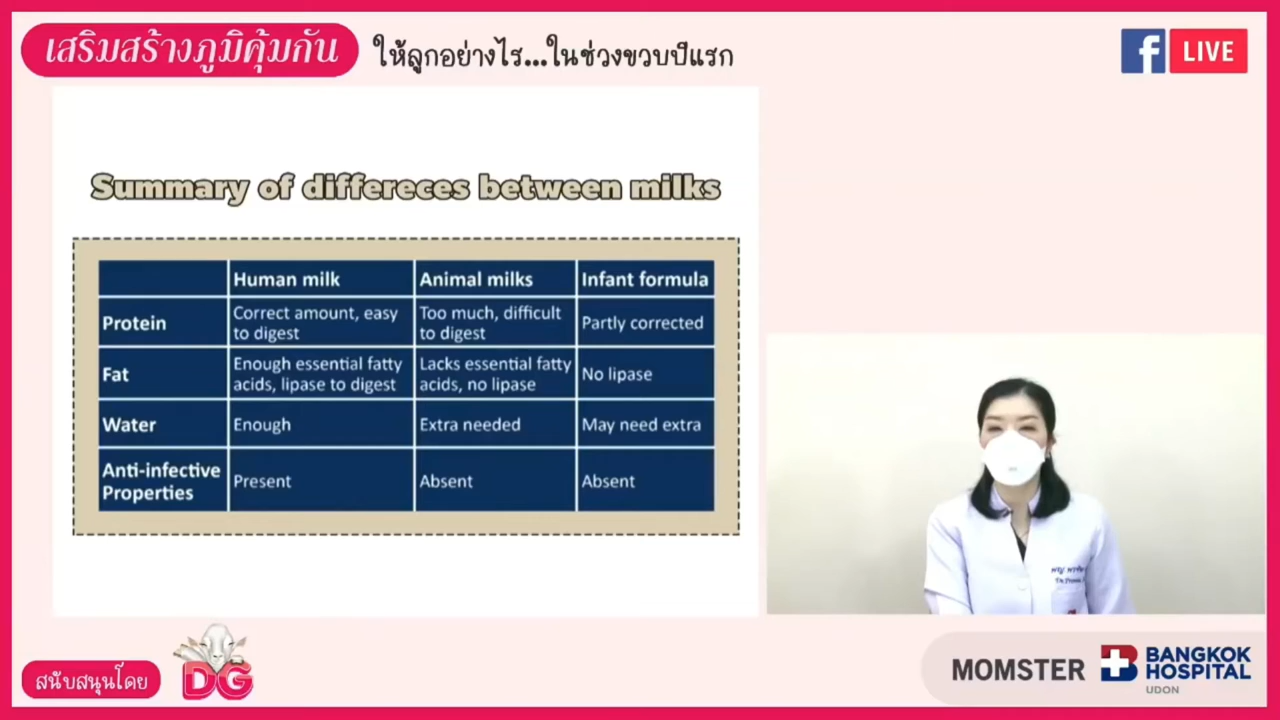 เสริมสร้างภูมิคุ้มกัน ให้ลูกอย่างไร...ในช่วงขวบปีแรก
f LIVE
Summary of differeces between milks
Human milk Animal milks Infant formula
Protein Correct amount, easy to digest Too much, difficult to digest Partly corrected
Fat Enough essential fatty acids, lipase to digest Lacks essential fatty acids, no lipase No lipase
Water Enough Extra needed May need extra
Anti-infective Properties Present Absent Absent
สนับสนุนโดย DG
MOMSTER BANGKOK HOSPITAL
UDON